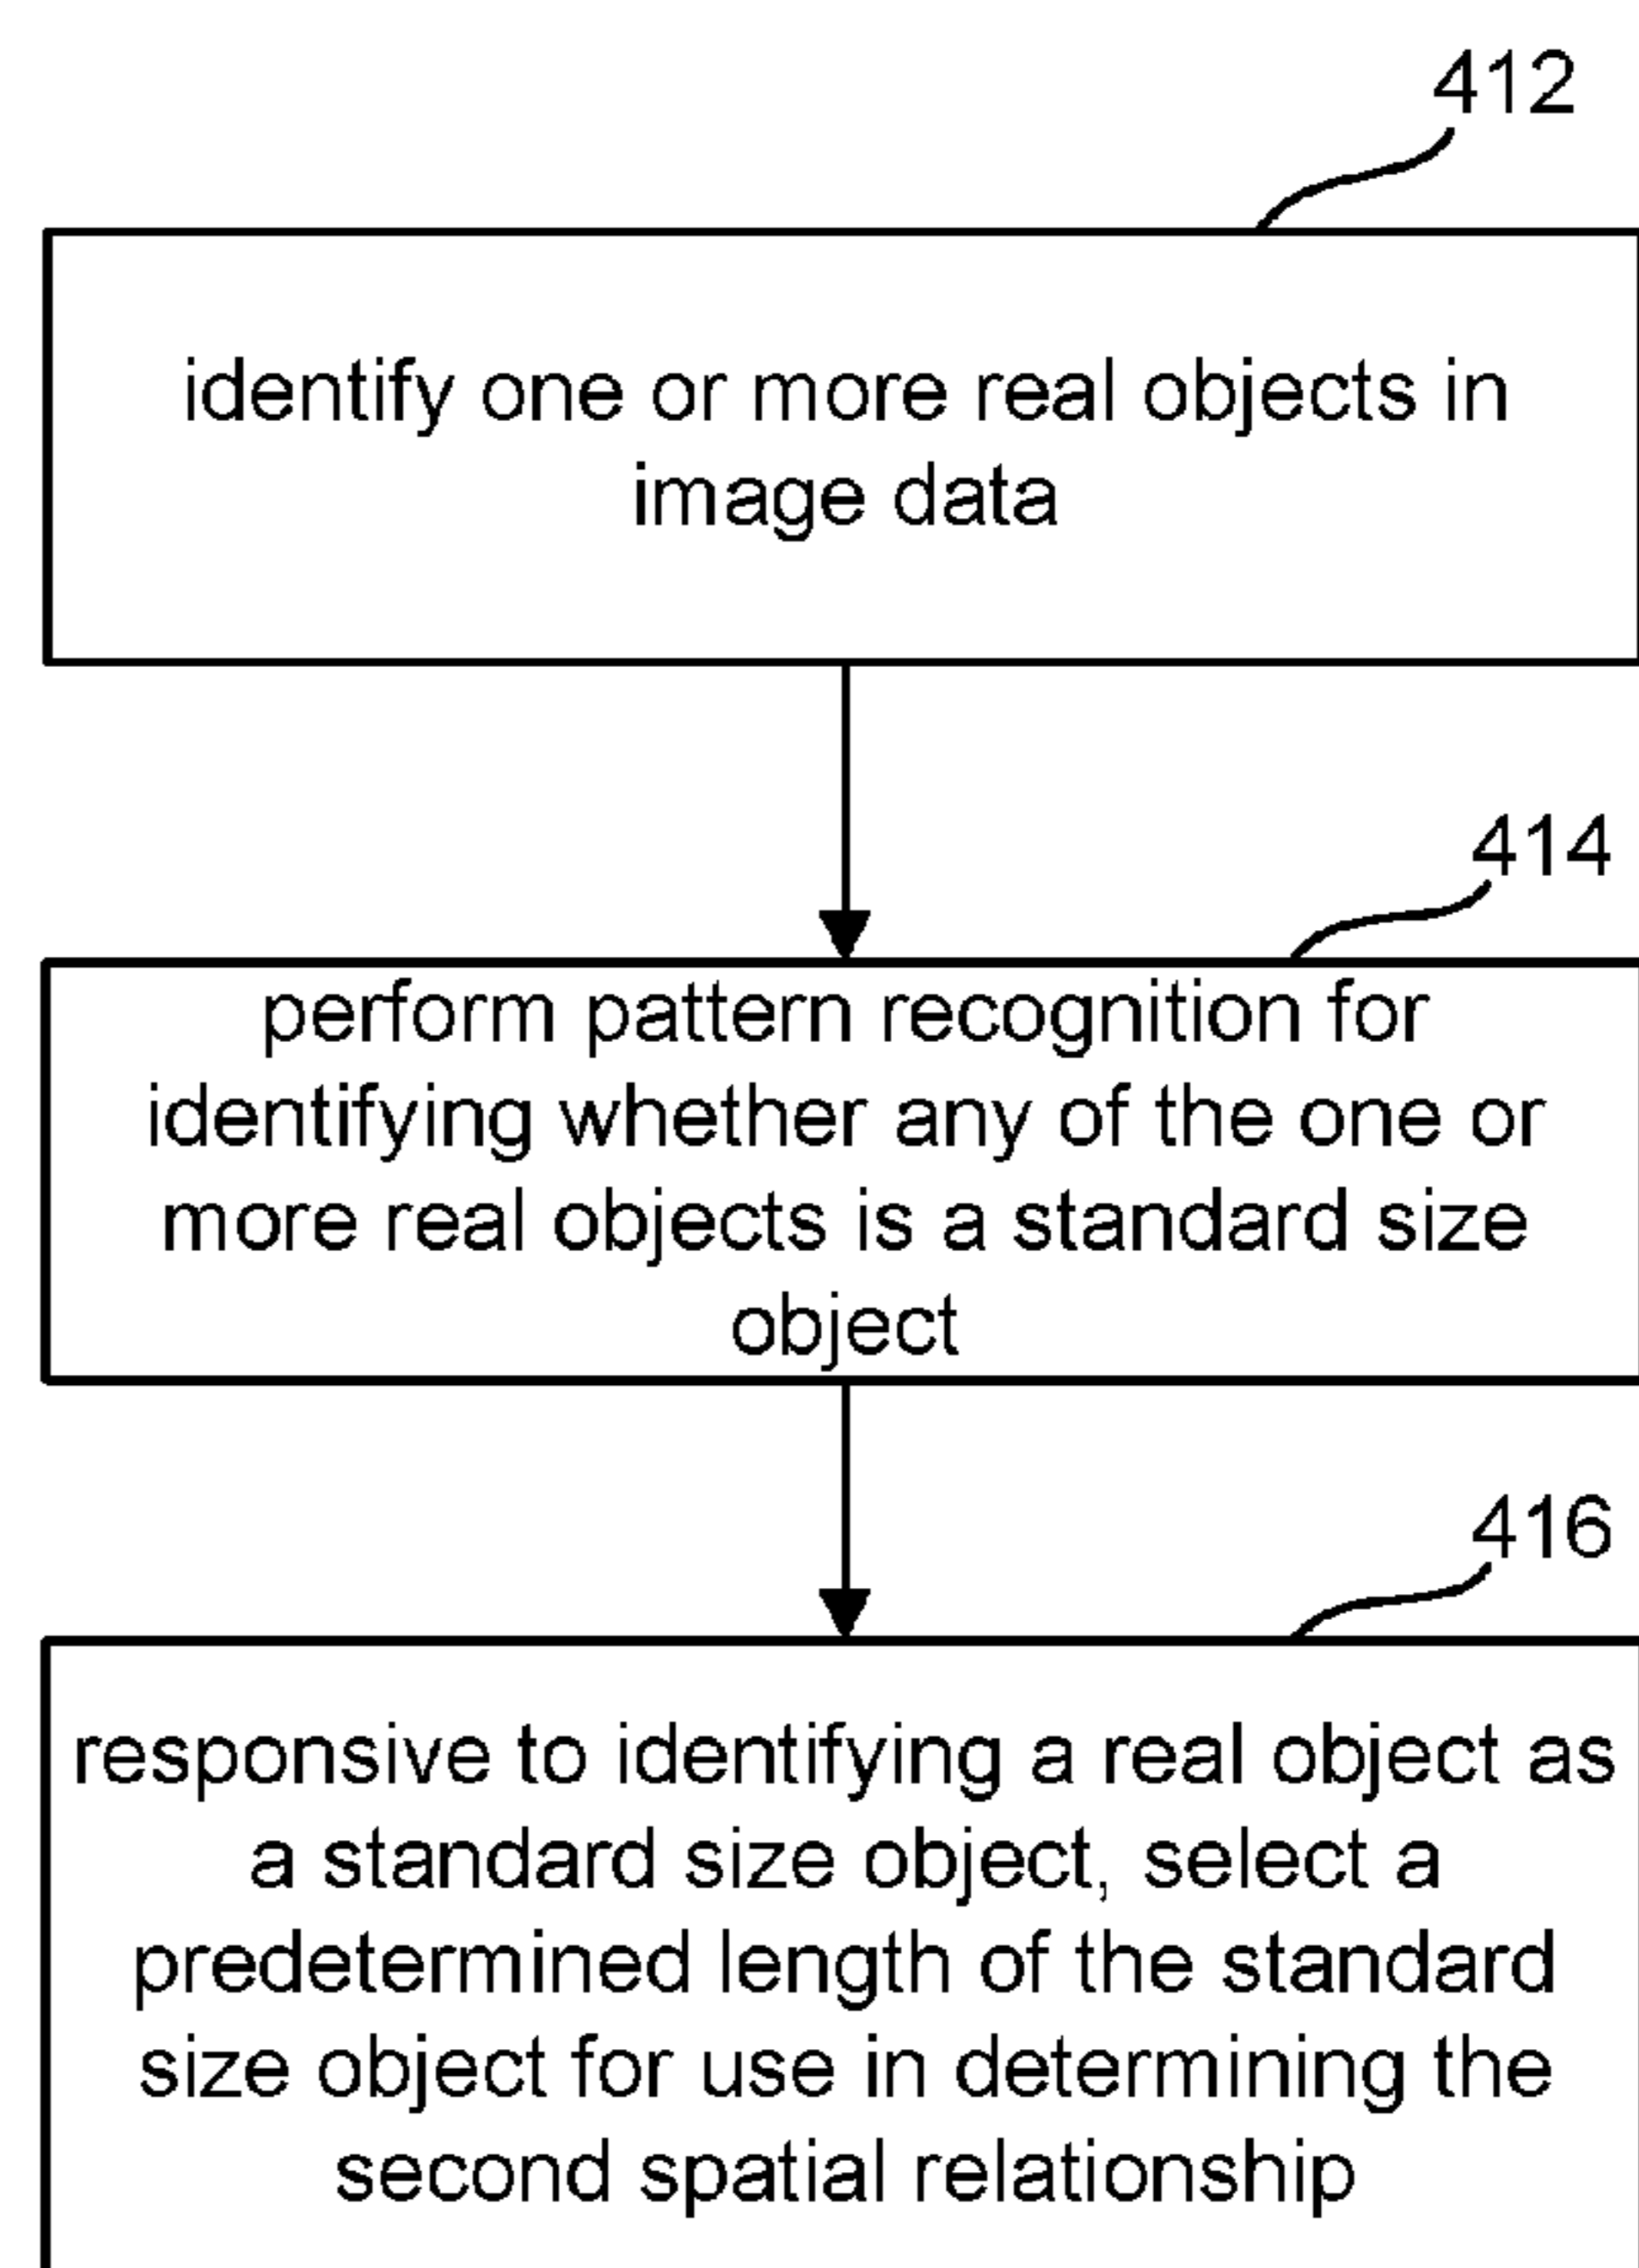 412
identify one or more real objects in
image data
414
perform pattern recognition for
identifying whether any of the one or
more real objects is a standard size
object
416
responsive to identifying a real object as
a standard size object, select a
predetermined length of the standard
size object for use in determining the
second spatial relationship